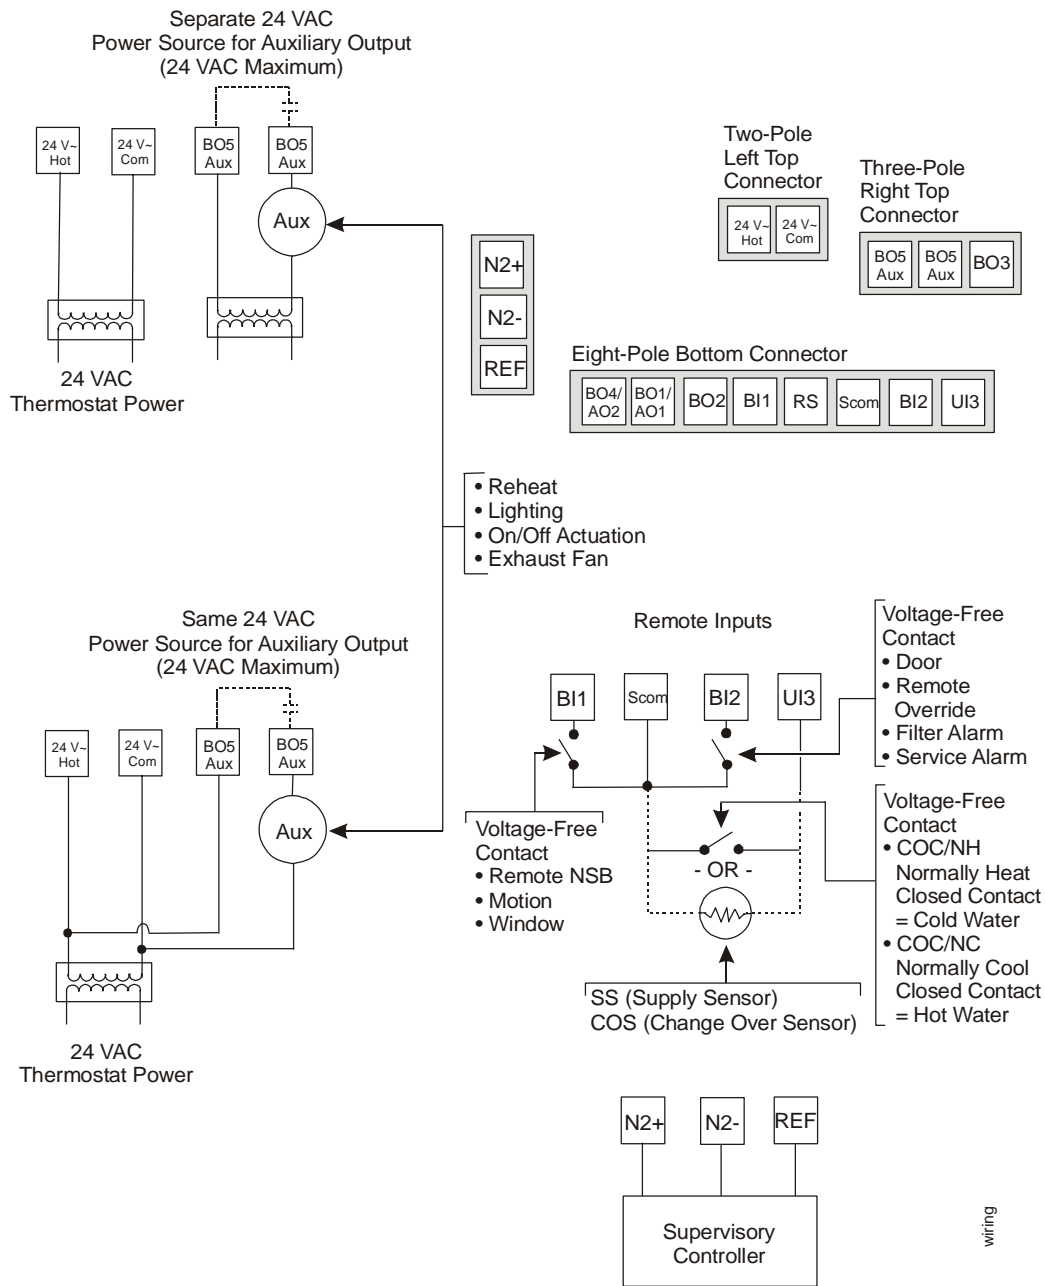 Separate 24 VAC
Power Source for Auxiliary Output
(24 VAC Maximum)
24 V~
Hot
24 V~
Com
BO5
Aux
BO5
Aux
Aux
24 VAC
Thermostat Power
Two-Pole
Left Top
Connector
24 V~
Hot
24 V~
Com
Three-Pole
Right Top
Connector
BO5
Aux
BO5
Aux
BO3
N2+
N2-
REF
Eight-Pole Bottom Connector
BO4/
AO2
BO1/
AO1
BO2
BI1
RS
Scom
BI2
UI3
• Reheat
• Lighting
• On/Off Actuation
• Exhaust Fan
Same 24 VAC
Power Source for Auxiliary Output
(24 VAC Maximum)
24 V~
Hot
24 V~
Com
BO5
Aux
BO5
Aux
Aux
24 VAC
Thermostat Power
Remote Inputs
BI1
Scom
BI2
UI3
Voltage-Free
Contact
• Door
• Remote
Override
• Filter Alarm
• Service Alarm
Voltage-Free
Contact
• Remote NSB
• Motion
• Window
- OR -
Voltage-Free
Contact
• COC/NH
Normally Heat
Closed Contact
= Cold Water
• COC/NC
Normally Cool
Closed Contact
= Hot Water
SS (Supply Sensor)
COS (Change Over Sensor)
N2+
N2-
REF
Supervisory
Controller
wiring